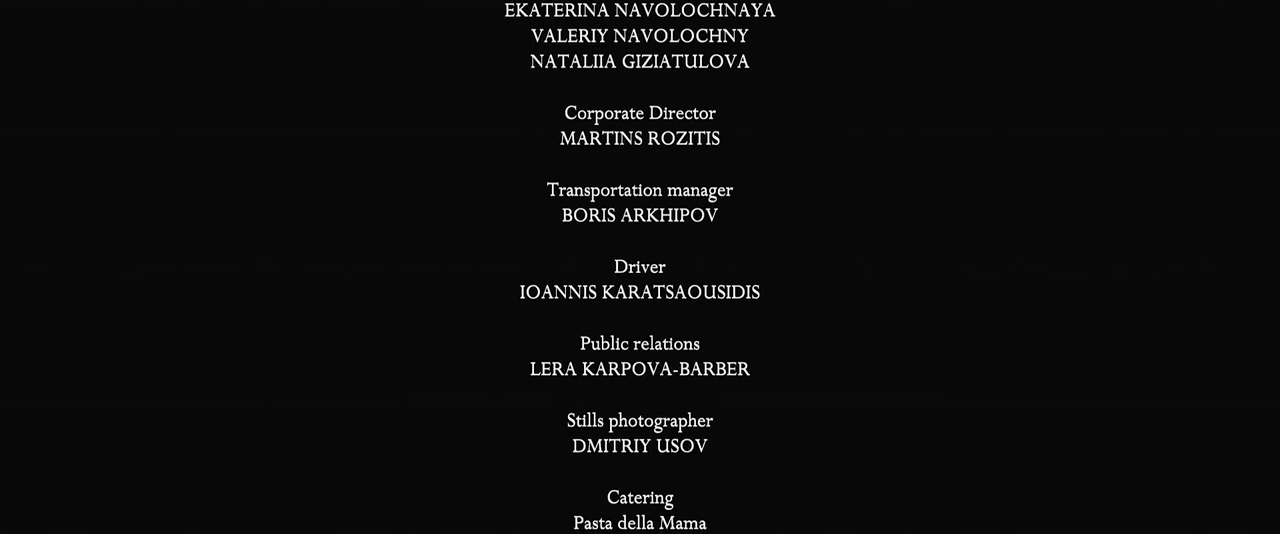 EKATERINA NAVOLOCHNAYA
VALERIY NAVOLOCHNY
NATALIIA GIZIATULOVA
Corporate Director
MARTINS ROZITIS
Transportation manager
BORIS ARKHIPOV
Driver
IOANNIS KARATSAOUSIDIS
Public relations
LERA KARPOVA-BARBER
Stills photographer
DMITRIY USOV
Catering
Pasta della Mama